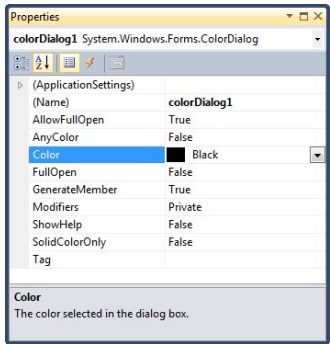 Properties
colorDialog1 System.Windows.Forms.ColorDialog
(ApplicationSettings)
(Name) colorDialog1
AllowFullOpen True
AnyColor False
Color Black
FullOpen False
GenerateMember True
Modifiers Private
ShowHelp False
SolidColorOnly False
Tag
Color
The color selected in the dialog box.